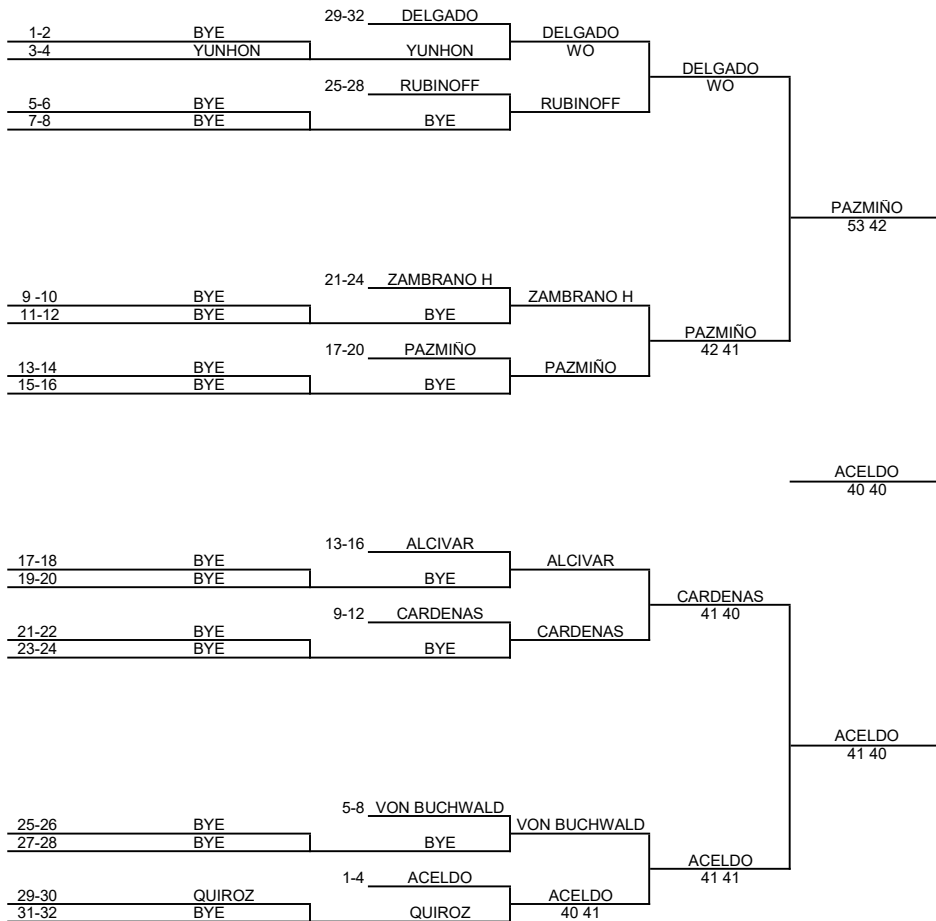 29-32 DELGADO
1-2 BYE DELGADO
3-4 YUNHON YUNHON WO
DELGADO
25-28 RUBINOFF WO
5-6 BYE RUBINOFF
7-8 BYE BYE
PAZMIÑO
53 42
21-24 ZAMBRANO H
9 -10 BYE ZAMBRANO H
11-12 BYE BYE
PAZMIÑO
17-20 PAZMIÑO 42 41
13-14 BYE PAZMIÑO
15-16 BYE BYE
ACELDO
40 40
13-16 ALCIVAR
17-18 BYE ALCIVAR
19-20 BYE BYE
CARDENAS
9-12 CARDENAS 41 40
21-22 BYE CARDENAS
23-24 BYE BYE
ACELDO
41 40
5-8 VON BUCHWALD
25-26 BYE VON BUCHWALD
27-28 BYE BYE
ACELDO
1-4 ACELDO 41 41
29-30 QUIROZ ACELDO
31-32 BYE QUIROZ 40 41